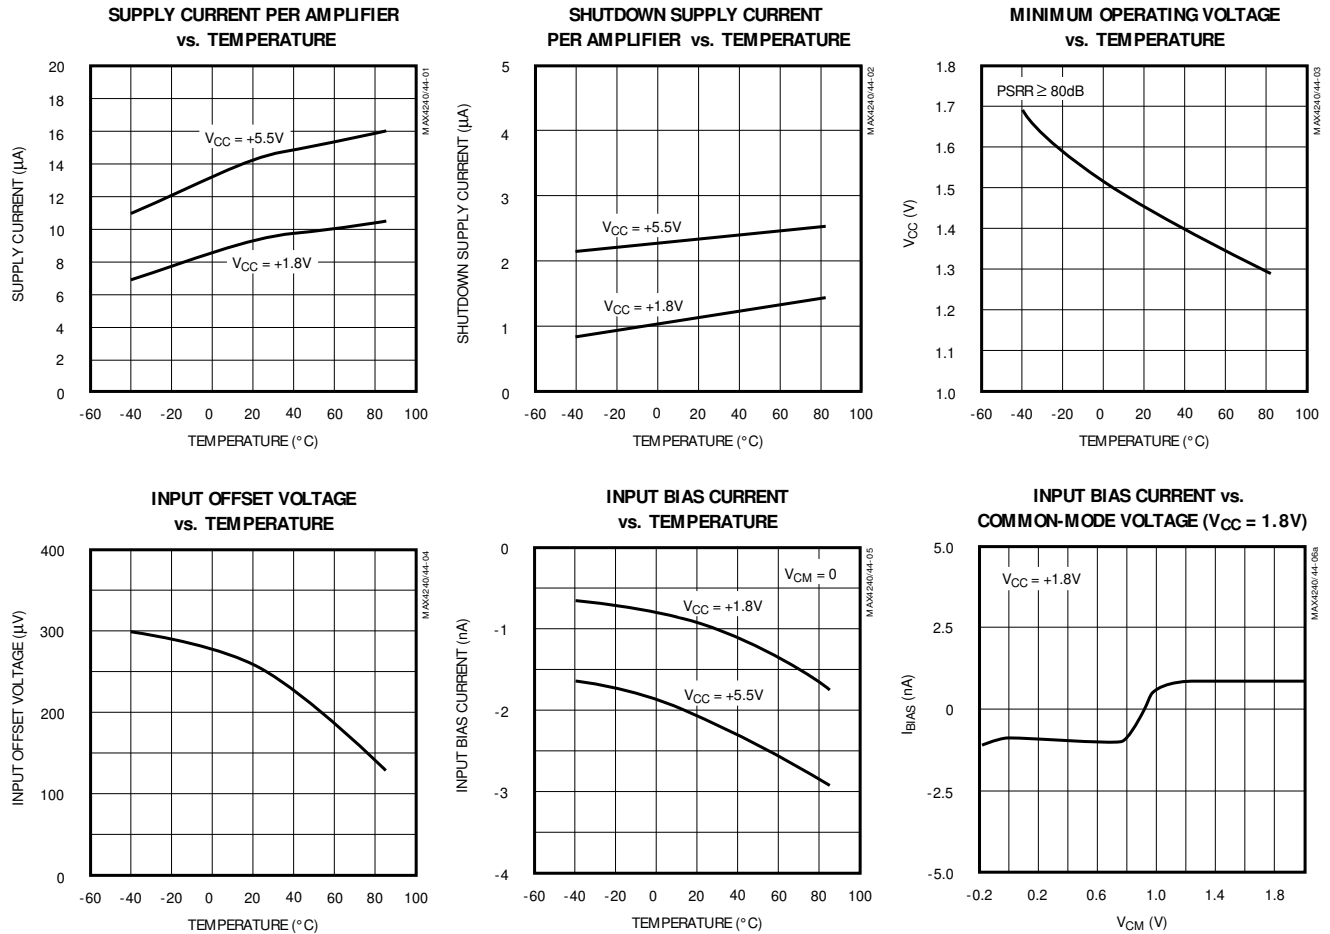 SUPPLY CURRENT PER AMPLIFIER
vs. TEMPERATURE
20
18
16
14
12
10
8
6
4
2
0
SUPPLY CURRENT (µA)
VCC = +5.5V
VCC = +1.8V
-60 -40 -20 0 20 40 60 80 100
TEMPERATURE (°C)
MAX4240/44-01
SHUTDOWN SUPPLY CURRENT
PER AMPLIFIER vs. TEMPERATURE
5
4
3
2
1
0
SHUTDOWN SUPPLY CURRENT (µA)
VCC = +5.5V
VCC = +1.8V
-60 -40 -20 0 20 40 60 80 100
TEMPERATURE (°C)
MAX4240/44-02
MINIMUM OPERATING VOLTAGE
vs. TEMPERATURE
1.8
1.7
1.6
1.5
1.4
1.3
1.2
1.1
1.0
VCC (V)
PSRR ≥ 80dB
-60 -40 -20 0 20 40 60 80 100
TEMPERATURE (°C)
MAX4240/44-03
INPUT OFFSET VOLTAGE
vs. TEMPERATURE
400
300
200
100
0
INPUT OFFSET VOLTAGE (µV)
-60 -40 -20 0 20 40 60 80 100
TEMPERATURE (°C)
MAX4240/44-04
INPUT BIAS CURRENT
vs. TEMPERATURE
0
-1
-2
-3
-4
INPUT BIAS CURRENT (nA)
VCM = 0
VCC = +1.8V
VCC = +5.5V
-60 -40 -20 0 20 40 60 80 100
TEMPERATURE (°C)
MAX4240/44-05
INPUT BIAS CURRENT vs.
COMMON-MODE VOLTAGE (VCC = 1.8V)
5.0
2.5
0
-2.5
-5.0
IBIAS (nA)
VCC = +1.8V
-0.2 0.2 0.6 1.0 1.4 1.8
VCM (V)
MAX4240/44-06a